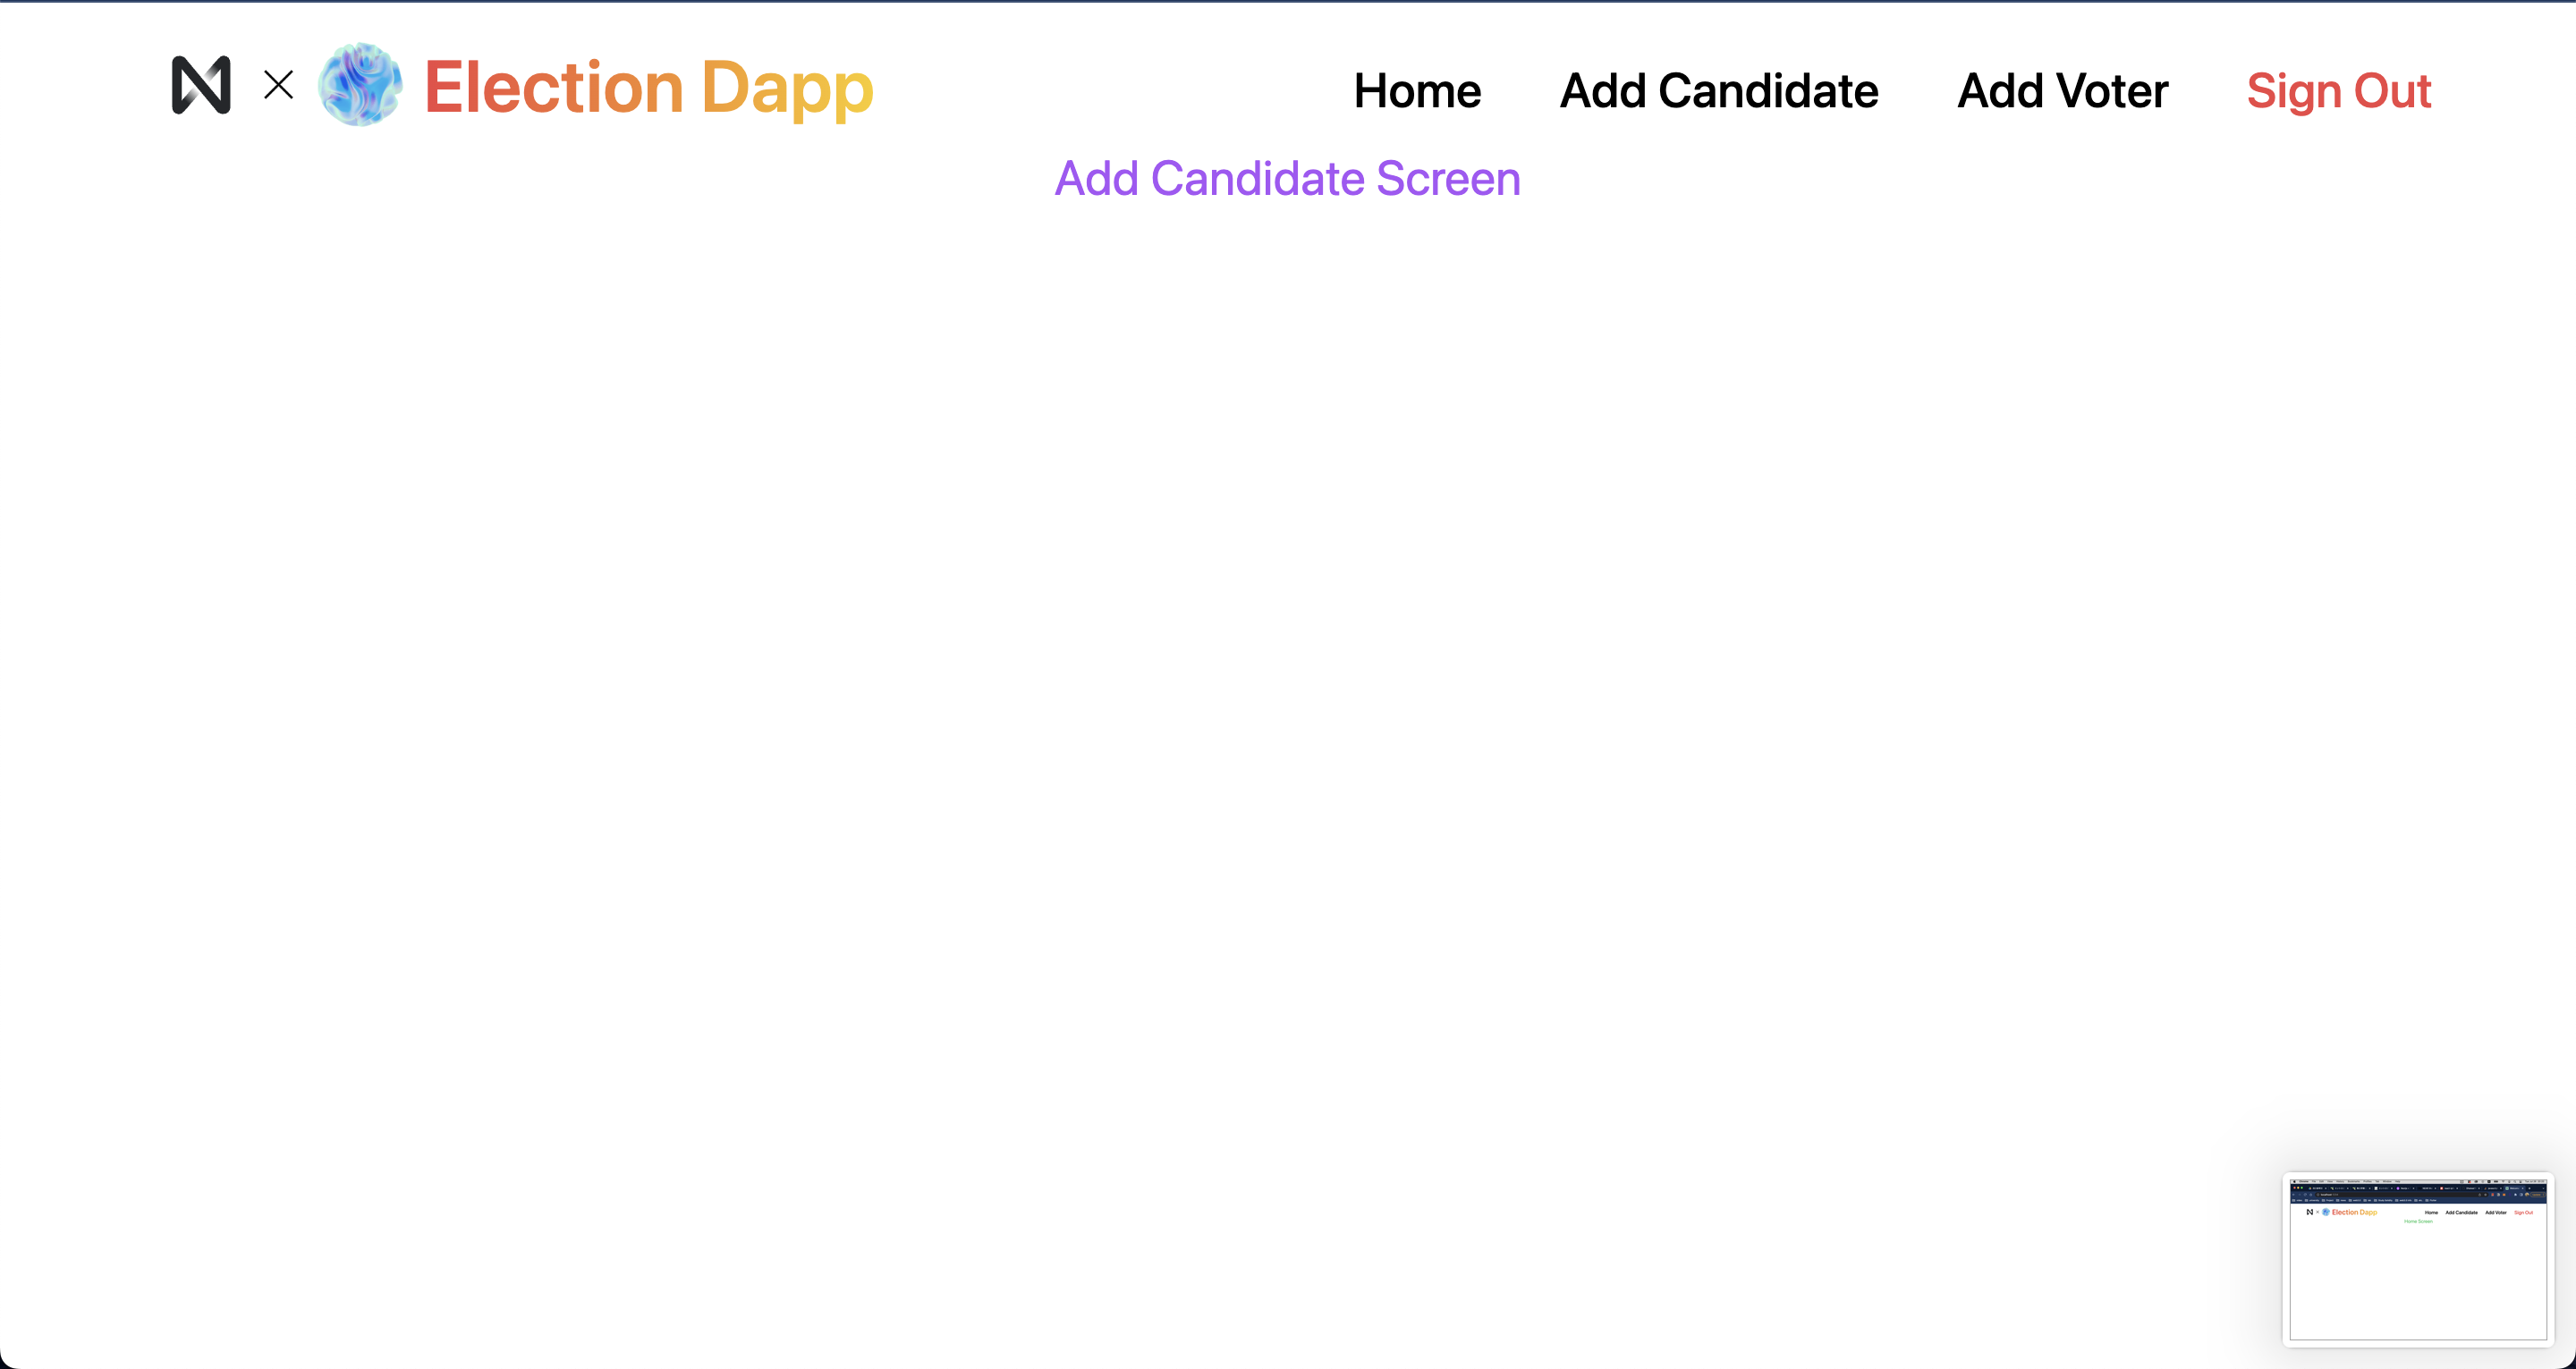 Election Dapp
Home
Add Candidate
Add Voter
Sign Out
Add Candidate Screen
Election Dapp
Home
Add Candidate
Add Voter
Sign Out
Home Screen